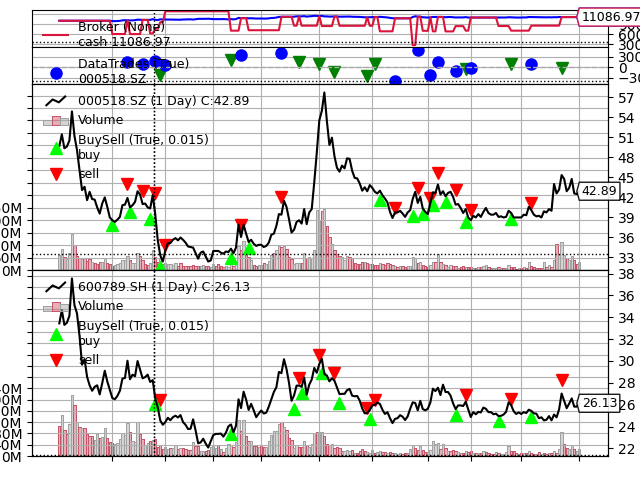 Broker (None)
cash 11086.97
11086.97
DataTrades (True)
000518.SZ
300
0
000518.SZ (1 Day) C:42.89
Volume
BuySell (True, 0.015)
buy
sell
57
54
51
48
45
42.89
42
39
36
33
0M
600789.SH (1 Day) C:26.13
Volume
BuySell (True, 0.015)
buy
sell
38
36
34
32
30
28
26.13
26
24
22
0M